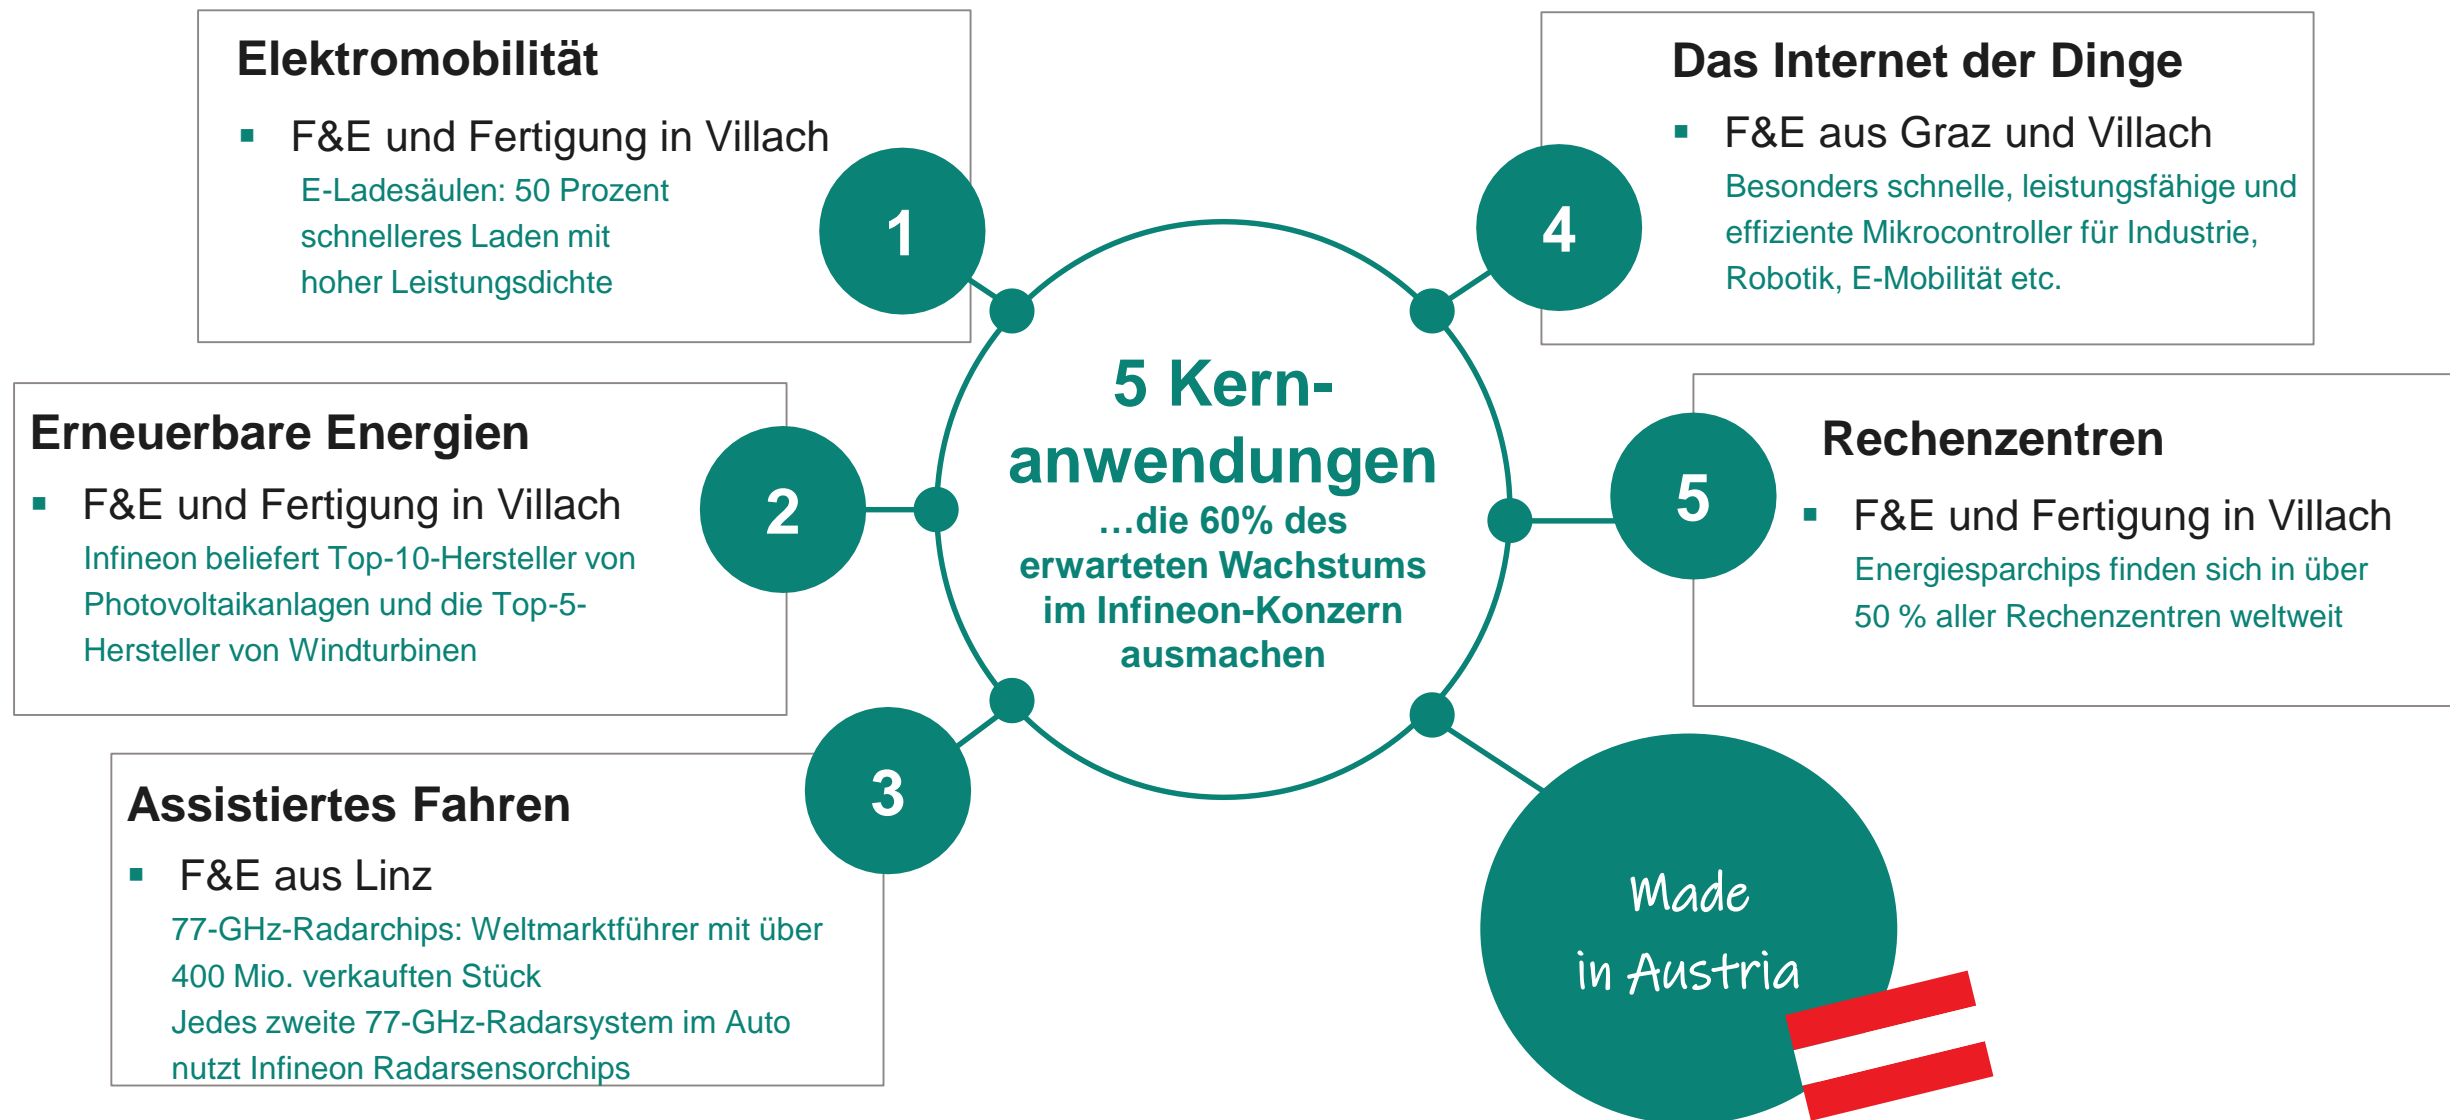 Elektromobilität
▪ F&E und Fertigung in Villach
E-Ladesäulen: 50 Prozent
schnelleres Laden mit
hoher Leistungsdichte
1
Erneuerbare Energien
▪ F&E und Fertigung in Villach
Infineon beliefert Top-10-Hersteller von
Photovoltaikanlagen und die Top-5-
Hersteller von Windturbinen
2
Assistiertes Fahren
▪ F&E aus Linz
77-GHz-Radarchips: Weltmarktführer mit über
400 Mio. verkauften Stück
Jedes zweite 77-GHz-Radarsystem im Auto
nutzt Infineon Radarsensorchips
3
5 Kern-
anwendungen
…die 60% des
erwarteten Wachstums
im Infineon-Konzern
ausmachen
Das Internet der Dinge
▪ F&E aus Graz und Villach
Besonders schnelle, leistungsfähige und
effiziente Mikrocontroller für Industrie,
Robotik, E-Mobilität etc.
4
Rechenzentren
▪ F&E und Fertigung in Villach
Energiesparchips finden sich in über
50 % aller Rechenzentren weltweit
5
Made
in Austria